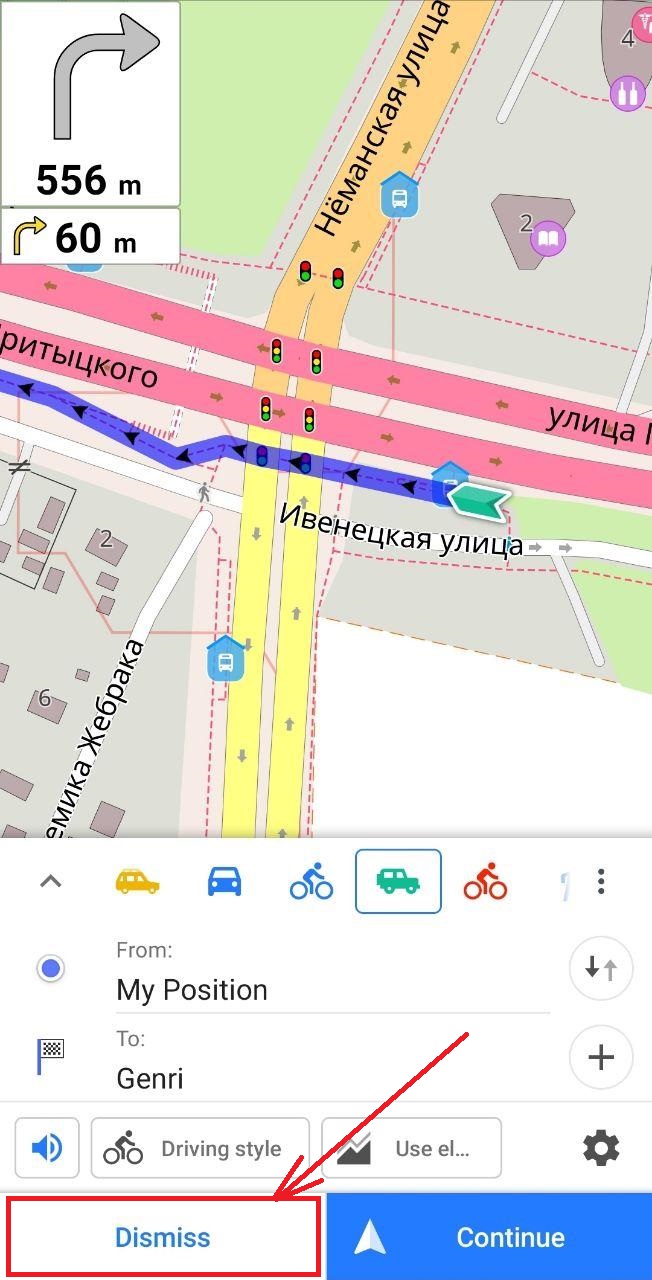 556 m
60 m
Нёманская улица
4
2
ритыцкого
улица
Ивенецкая улица
2
6
емика Жебрака
From:
My Position
To:
Genri
Driving style
Use el...
Dismiss
Continue